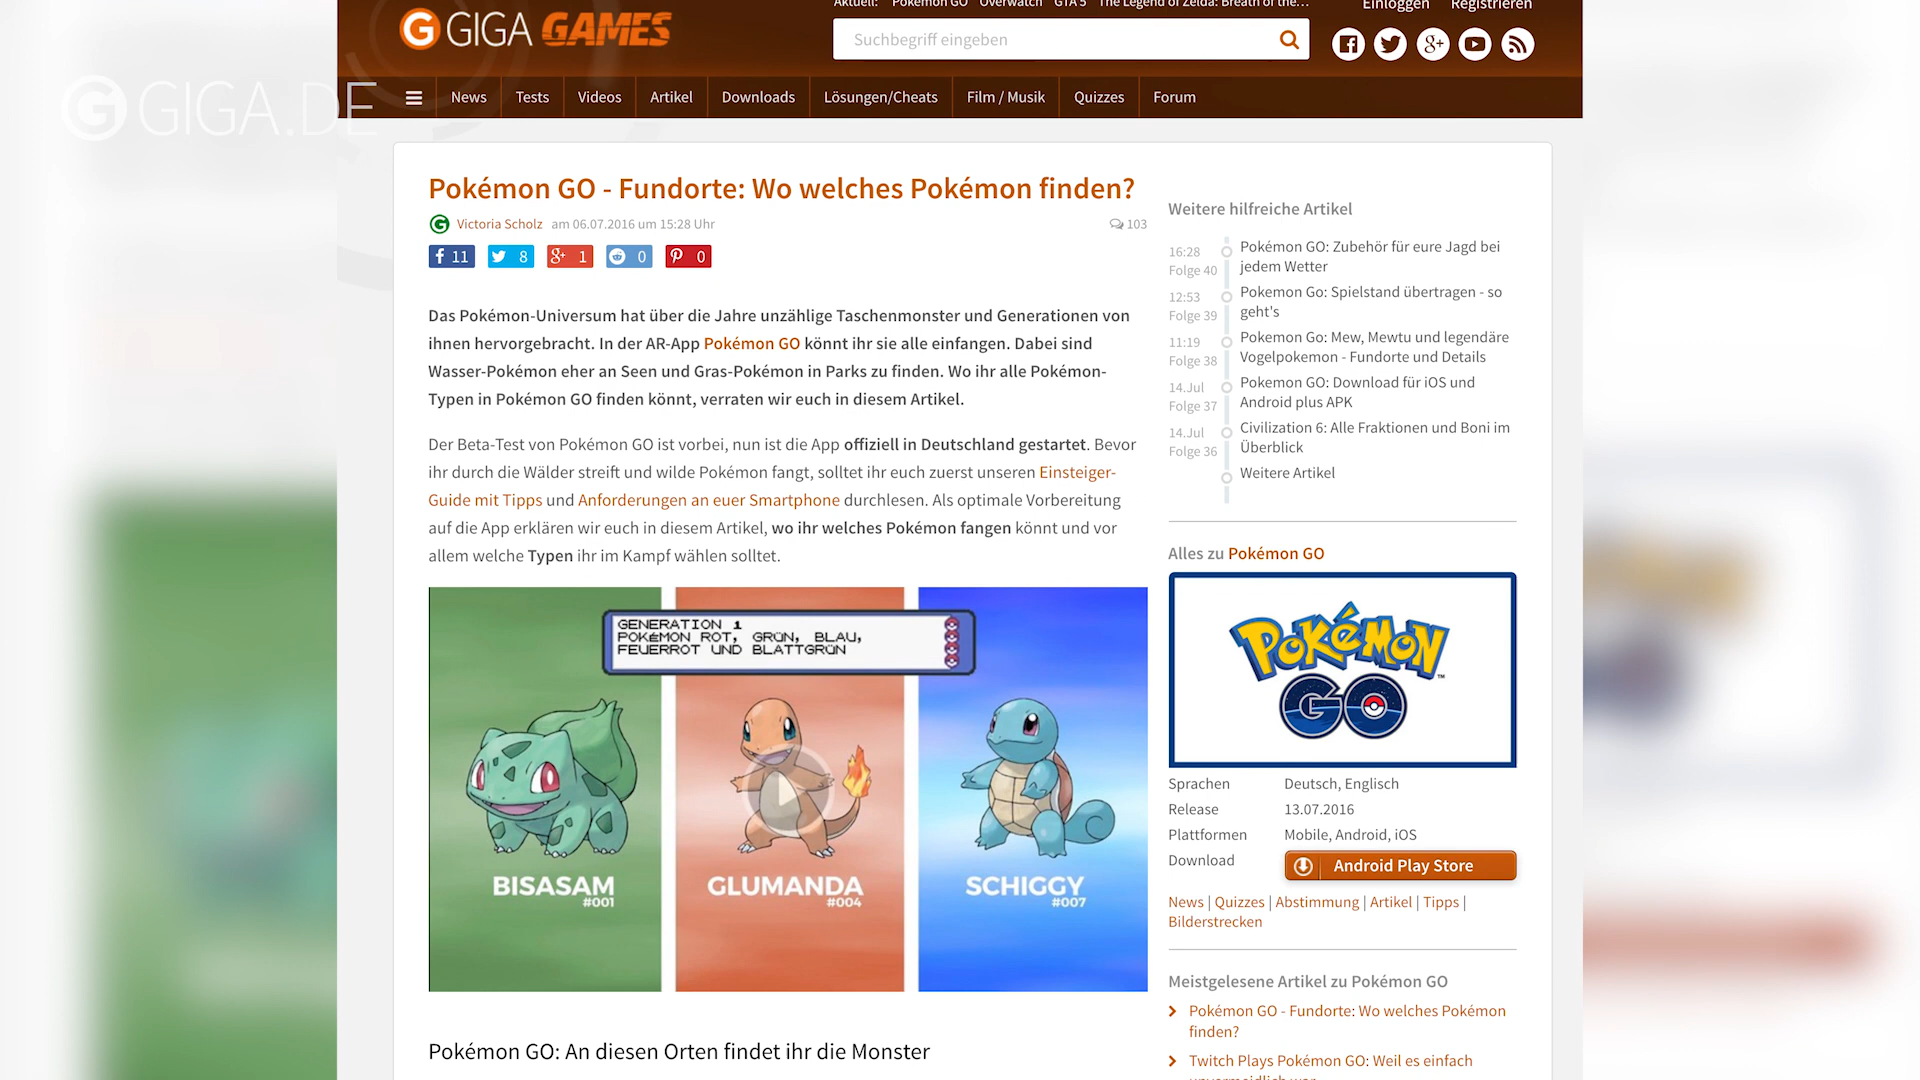 Aktuell: Pokémon GO Overwatch GTA 5 The Legend of Zelda: Breath of the...
Einloggen Registrieren
GIGA GAMES
Suchbegriff eingeben
GIGA.DE
News Tests Videos Artikel Downloads Lösungen/Cheats Film / Musik Quizzes Forum
Pokémon GO - Fundorte: Wo welches Pokémon finden?
Victoria Scholz am 06.07.2016 um 15:28 Uhr
103
11 8 1 0 0
Das Pokémon-Universum hat über die Jahre unzählige Taschenmonster und Generationen von
ihnen hervorgebracht. In der AR-App Pokémon GO könnt ihr sie alle einfangen. Dabei sind
Wasser-Pokémon eher an Seen und Gras-Pokémon in Parks zu finden. Wo ihr alle Pokémon-
Typen in Pokémon GO finden könnt, verraten wir euch in diesem Artikel.
Der Beta-Test von Pokémon GO ist vorbei, nun ist die App offiziell in Deutschland gestartet. Bevor
ihr durch die Wälder streift und wilde Pokémon fangt, solltet ihr euch zuerst unseren Einsteiger-
Guide mit Tipps und Anforderungen an euer Smartphone durchlesen. Als optimale Vorbereitung
auf die App erklären wir euch in diesem Artikel, wo ihr welches Pokémon fangen könnt und vor
allem welche Typen ihr im Kampf wählen solltet.
GENERATION 1
POKÉMON ROT, GRÜN, BLAU,
FEUERROT UND BLATTGRÜN
BISASAM
#001
GLUMANDA
#004
SCHIGGY
#007
Pokémon GO: An diesen Orten findet ihr die Monster
Weitere hilfreiche Artikel
16:28
Folge 40
Pokémon GO: Zubehör für eure Jagd bei
jedem Wetter
12:53
Folge 39
Pokemon Go: Spielstand übertragen - so
geht's
11:19
Folge 38
Pokemon Go: Mew, Mewtu und legendäre
Vogelpokemon - Fundorte und Details
14.Jul
Folge 37
Pokemon GO: Download für iOS und
Android plus APK
14.Jul
Folge 36
Civilization 6: Alle Fraktionen und Boni im
Überblick
Weitere Artikel
Alles zu Pokémon GO
POKÉMON
TM
GO
Sprachen Deutsch, Englisch
Release 13.07.2016
Plattformen Mobile, Android, iOS
Download Android Play Store
News | Quizzes | Abstimmung | Artikel | Tipps |
Bilderstrecken
Meistgelesene Artikel zu Pokémon GO
Pokémon GO - Fundorte: Wo welches Pokémon
finden?
Twitch Plays Pokémon GO: Weil es einfach
unvermeidlich war